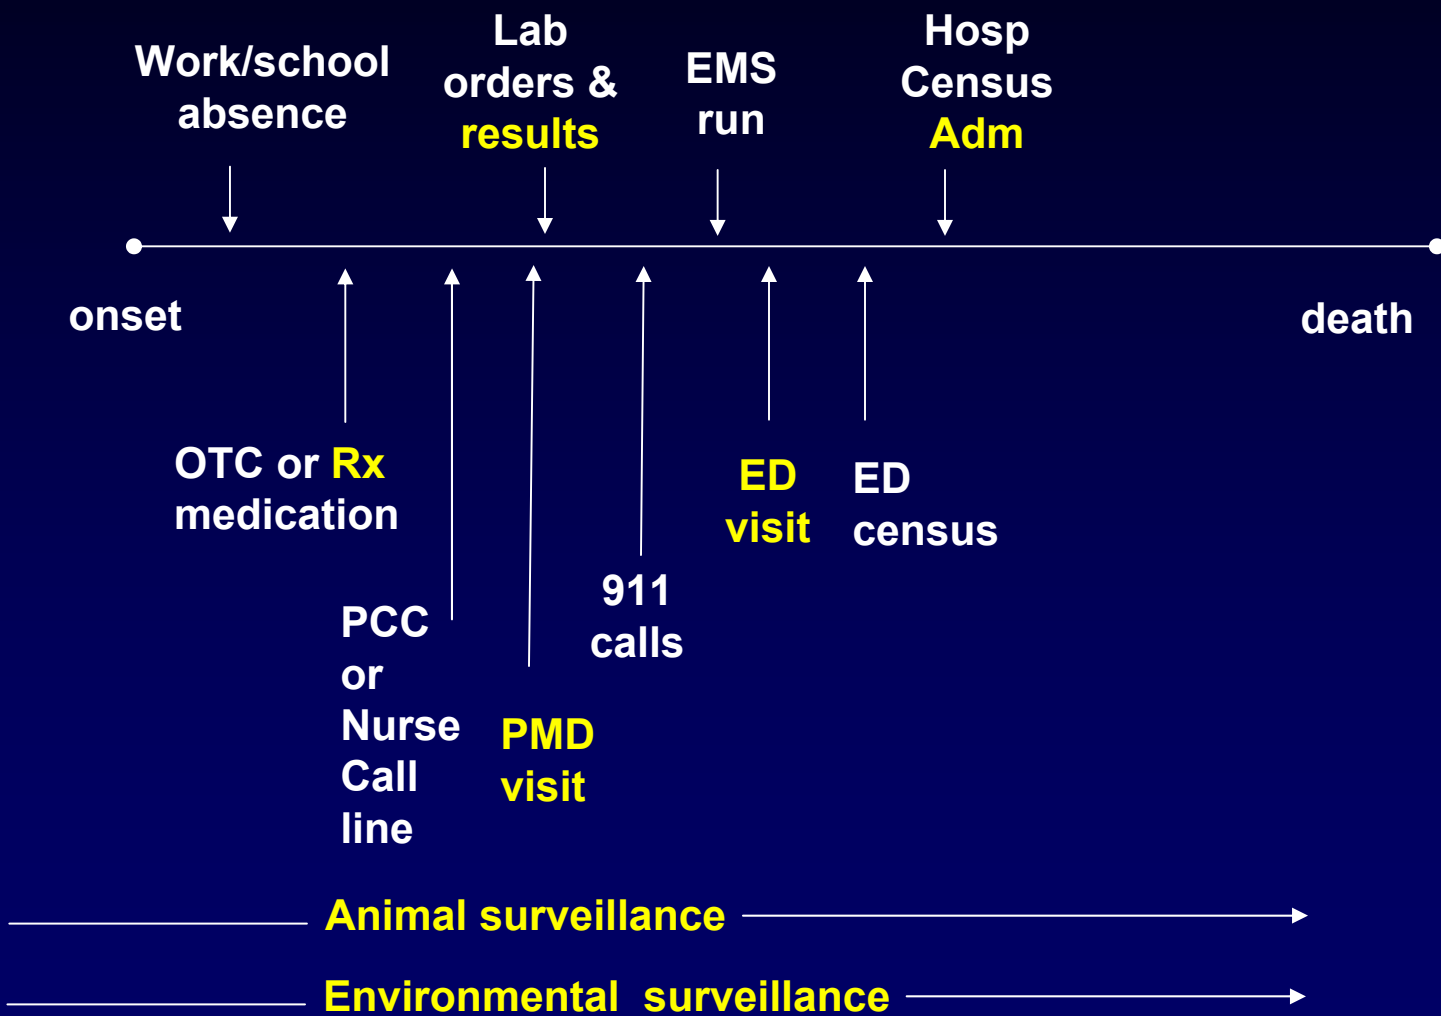 Work/school
absence
Lab
orders &
results
EMS
run
Hosp
Census
Adm
onset
death
OTC or Rx
medication
PCC
or
Nurse
Call
line
PMD
visit
911
calls
ED
visit
ED
census
Animal surveillance
Environmental surveillance